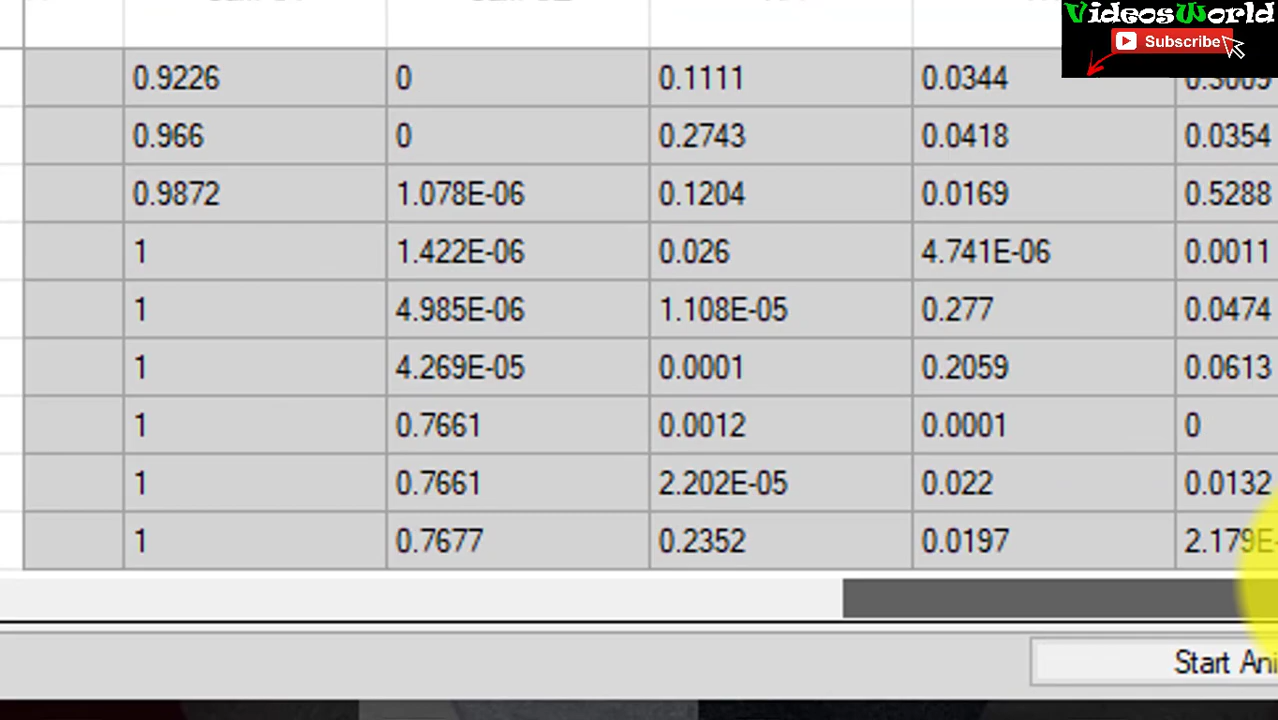 VideosWorld
Subscribe
0.9226 0 0.1111 0.0344
0.966 0 0.2743 0.0418 0.0354
0.9872 1.078E-06 0.1204 0.0169 0.5288
1 1.422E-06 0.026 4.741E-06 0.0011
1 4.985E-06 1.108E-05 0.277 0.0474
1 4.269E-05 0.0001 0.2059 0.0613
1 0.7661 0.0012 0.0001 0
1 0.7661 2.202E-05 0.022 0.0132
1 0.7677 0.2352 0.0197 2.179E-
Start Ani